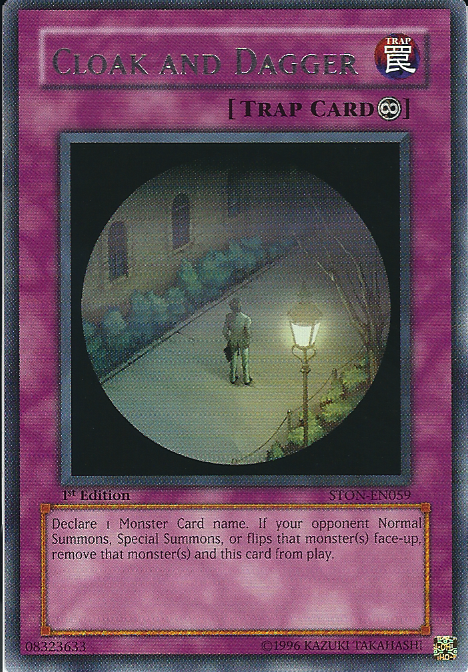 CLOAK AND DAGGER
TRAP
罠
[TRAP CARD∞]
1st Edition
STON-EN059
Declare 1 Monster Card name. If your opponent Normal
Summons, Special Summons, or flips that monster(s) face-up,
remove that monster(s) and this card from play.
08323633
©1996 KAZUKI TAKAHASHI